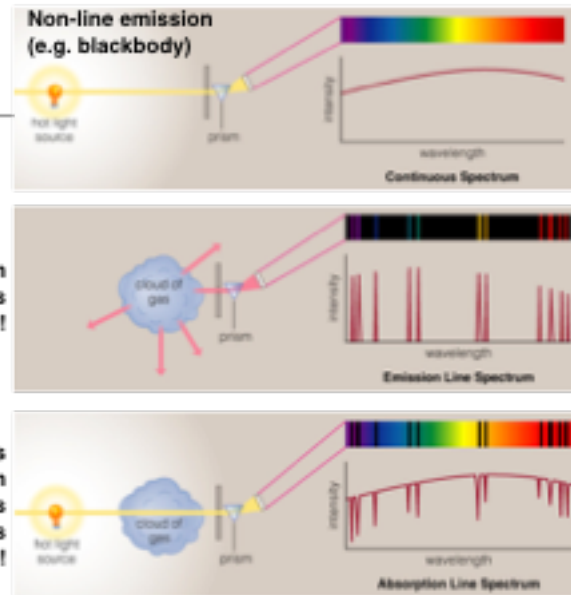 Non-line emission
(e.g. blackbody)
hot light
source
prism
intensity
wavelength
Continuous Spectrum
cloud of
gas
prism
intensity
wavelength
Emission Line Spectrum
hot light
source
cloud of
gas
prism
intensity
wavelength
Absorption Line Spectrum